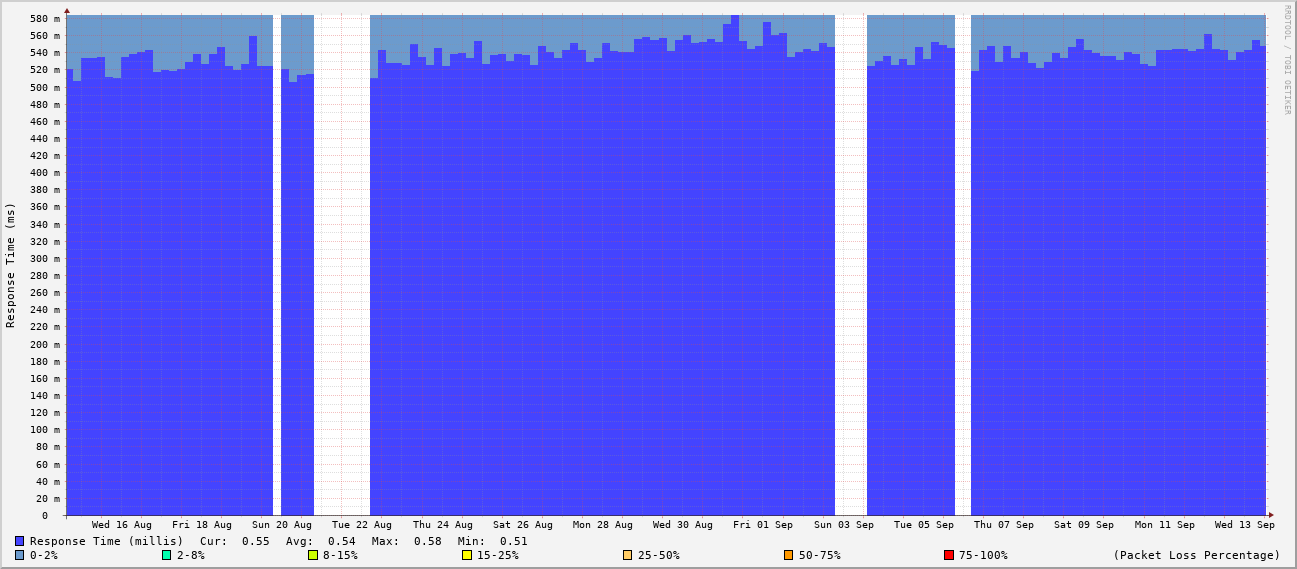 580 m
560 m
540 m
520 m
500 m
480 m
460 m
440 m
420 m
400 m
380 m
360 m
340 m
320 m
300 m
280 m
260 m
240 m
220 m
200 m
180 m
160 m
140 m
120 m
100 m
80 m
60 m
40 m
20 m
0
Response Time (ms)
RRDTOOL / TOBI OETIKER
Wed 16 Aug Fri 18 Aug Sun 20 Aug Tue 22 Aug Thu 24 Aug Sat 26 Aug Mon 28 Aug Wed 30 Aug Fri 01 Sep Sun 03 Sep Tue 05 Sep Thu 07 Sep Sat 09 Sep Mon 11 Sep Wed 13 Sep
Response Time (millis) Cur: 0.55 Avg: 0.54 Max: 0.58 Min: 0.51
0-2% 2-8% 8-15% 15-25% 25-50% 50-75% 75-100% (Packet Loss Percentage)